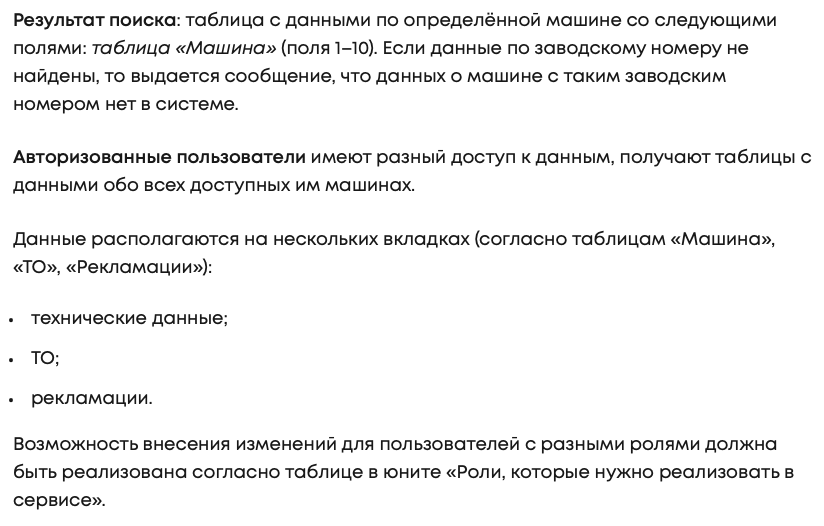 Результат поиска: таблица с данными по определённой машине со следующими
полями: таблица «Машина» (поля 1–10). Если данные по заводскому номеру не
найдены, то выдается сообщение, что данных о машине с таким заводским
номером нет в системе.
Авторизованные пользователи имеют разный доступ к данным, получают таблицы с
данными обо всех доступных им машинах.
Данные располагаются на нескольких вкладках (согласно таблицам «Машина»,
«ТО», «Рекламации»):
• технические данные;
• ТО;
• рекламации.
Возможность внесения изменений для пользователей с разными ролями должна
быть реализована согласно таблице в юните «Роли, которые нужно реализовать в
сервисе».